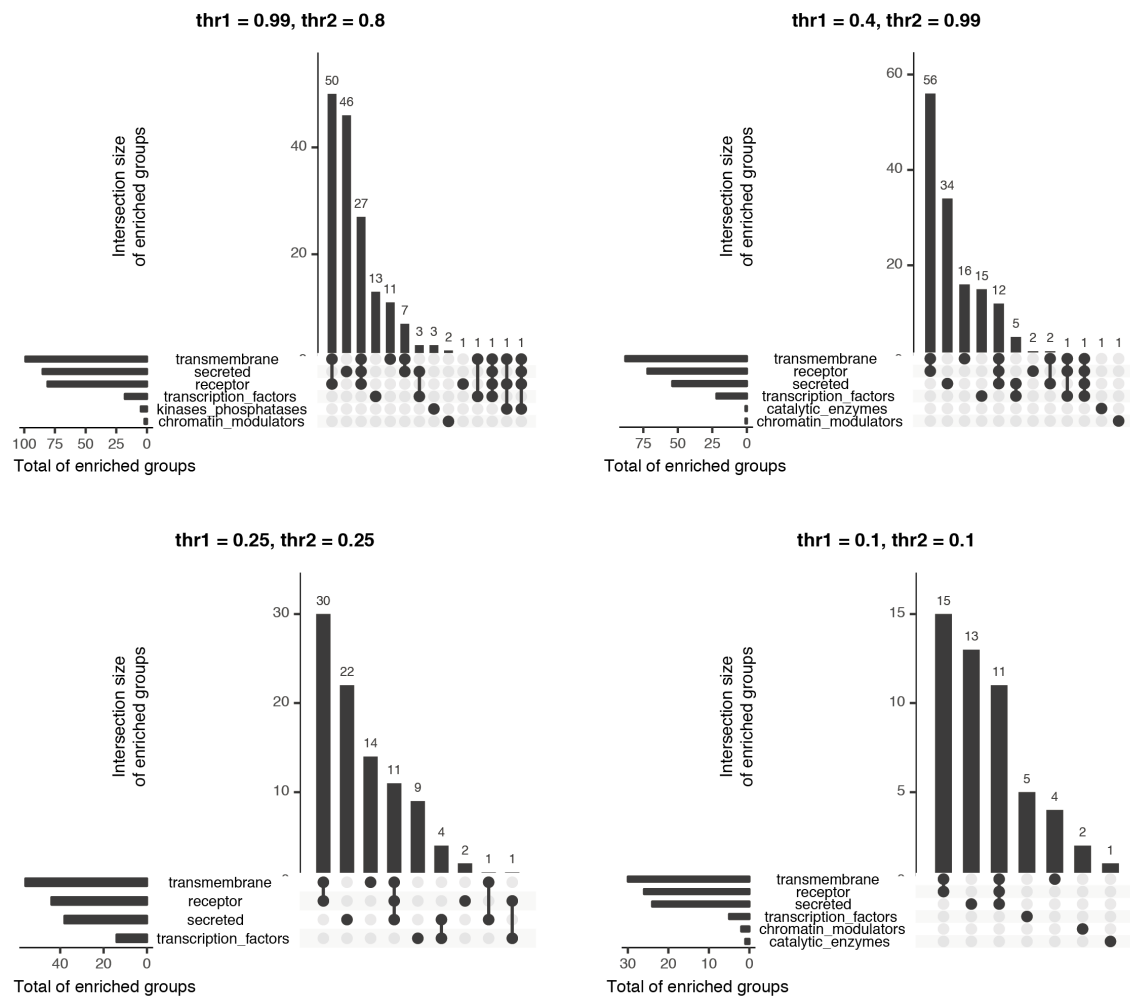 thr1 = 0.99, thr2 = 0.8
Intersection size
of enriched groups
40
20
0
50
46
27
13
11
7
3
3
2
1
1
1
1
1
transmembrane
secreted
receptor
transcription_factors
kinases_phosphatases
chromatin_modulators
100 75 50 25 0
Total of enriched groups
thr1 = 0.4, thr2 = 0.99
Intersection size
of enriched groups
60
40
20
0
56
34
16
15
12
5
2
2
1
1
1
1
transmembrane
receptor
secreted
transcription_factors
catalytic_enzymes
chromatin_modulators
75 50 25 0
Total of enriched groups
thr1 = 0.25, thr2 = 0.25
Intersection size
of enriched groups
30
20
10
0
30
22
14
11
9
4
2
1
1
transmembrane
receptor
secreted
transcription_factors
40 20 0
Total of enriched groups
thr1 = 0.1, thr2 = 0.1
Intersection size
of enriched groups
15
10
5
0
15
13
11
5
4
2
1
transmembrane
receptor
secreted
transcription_factors
chromatin_modulators
catalytic_enzymes
30 20 10 0
Total of enriched groups